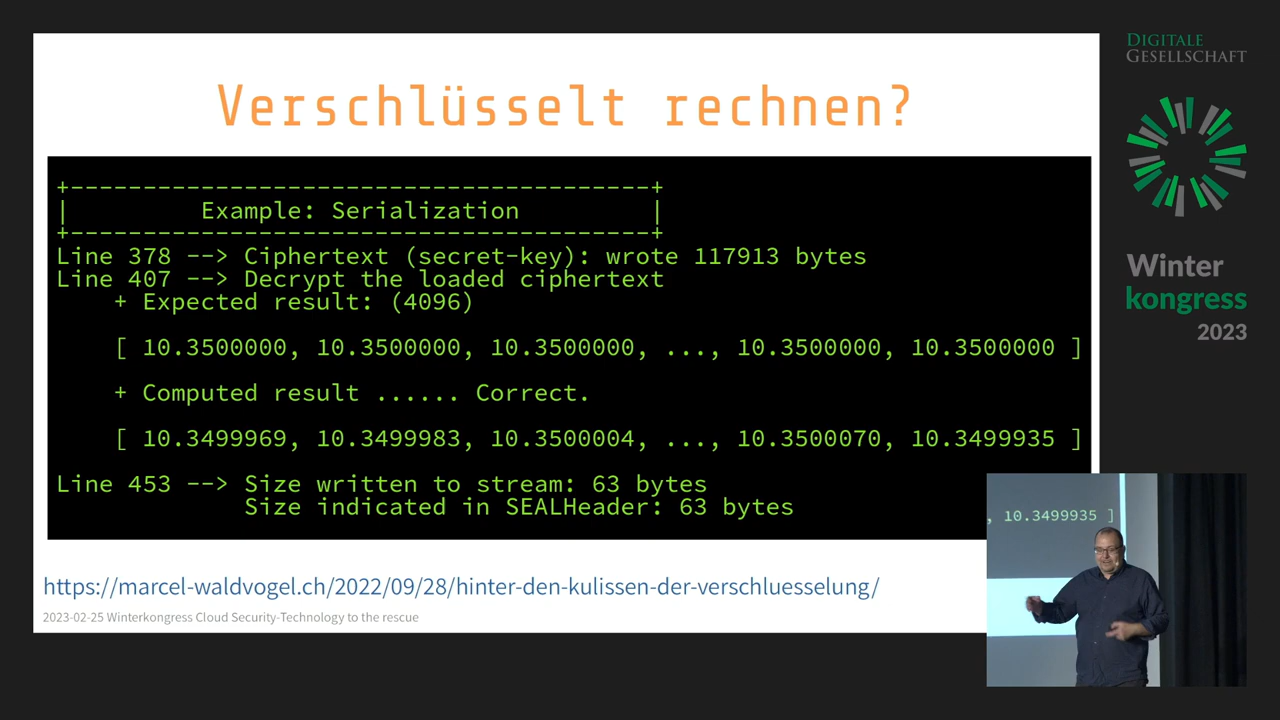 Verschlüsselt rechnen?
+-----------------------------------------+
| Example: Serialization |
+-----------------------------------------+
Line 378 --> Ciphertext (secret-key): wrote 117913 bytes
Line 407 --> Decrypt the loaded ciphertext
+ Expected result: (4096)
[ 10.3500000, 10.3500000, 10.3500000, ..., 10.3500000, 10.3500000 ]
+ Computed result ...... Correct.
[ 10.3499969, 10.3499983, 10.3500004, ..., 10.3500070, 10.3499935 ]
Line 453 --> Size written to stream: 63 bytes
Size indicated in SEALHeader: 63 bytes
https://marcel-waldvogel.ch/2022/09/28/hinter-den-kulissen-der-verschluesselung/
2023-02-25 Winterkongress Cloud Security-Technology to the rescue
DIGITALE
GESELLSCHAFT
Winter
kongress
2023
, 10.3499935 ]